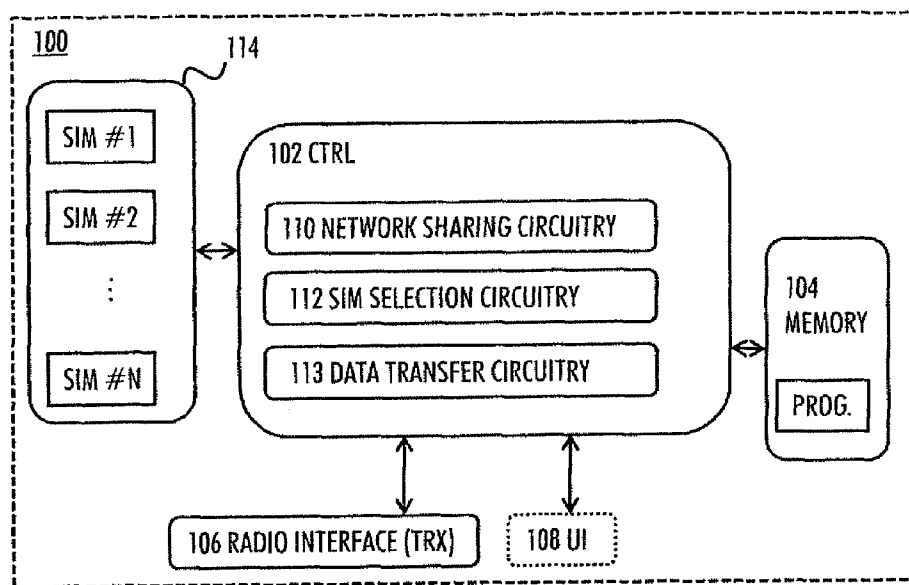 100
114
SIM #1
SIM #2
⋮
SIM #N
102 CTRL
110 NETWORK SHARING CIRCUITRY
112 SIM SELECTION CIRCUITRY
113 DATA TRANSFER CIRCUITRY
104
MEMORY
PROG.
106 RADIO INTERFACE (TRX)
108 UI